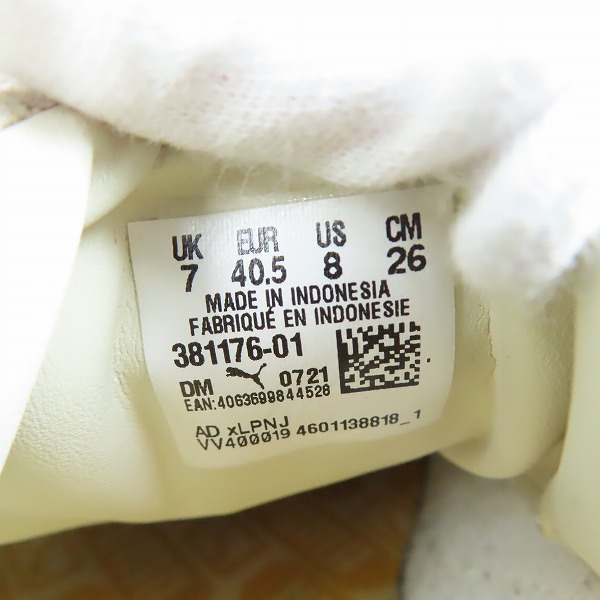 UK EUR US CM
7 40.5 8 26
MADE IN INDONESIA
FABRIQUÉ EN INDONESIE
381176-01
DM 0721
EAN:4063699844528
AD xLPNJ
VV400019 4601138818_1